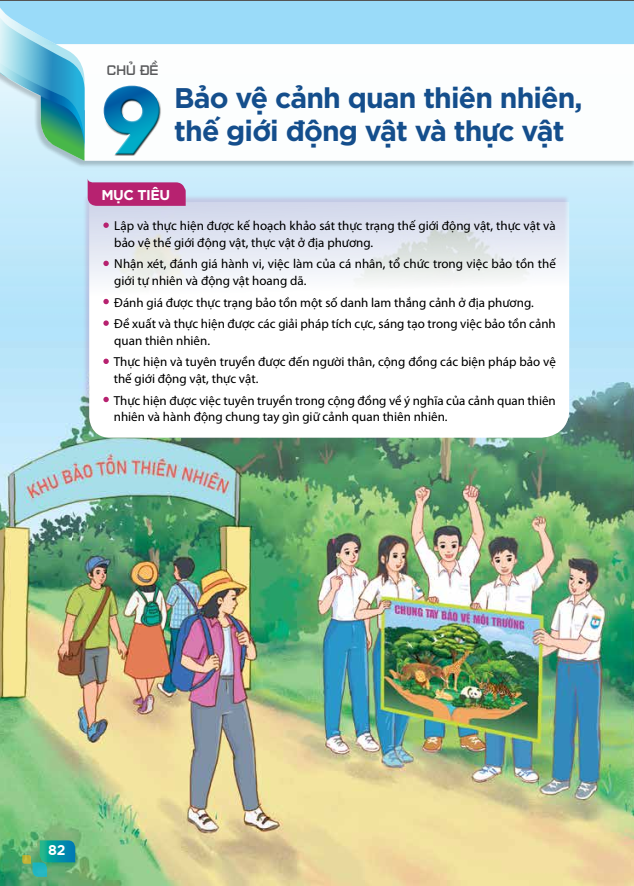 CHỦ ĐỀ
9
Bảo vệ cảnh quan thiên nhiên,
thế giới động vật và thực vật
MỤC TIÊU
• Lập và thực hiện được kế hoạch khảo sát thực trạng thế giới động vật, thực vật và
bảo vệ thế giới động vật, thực vật ở địa phương.
• Nhận xét, đánh giá hành vi, việc làm của cá nhân, tổ chức trong việc bảo tồn thế
giới tự nhiên và động vật hoang dã.
• Đánh giá được thực trạng bảo tồn một số danh lam thắng cảnh ở địa phương.
• Đề xuất và thực hiện được các giải pháp tích cực, sáng tạo trong việc bảo tồn cảnh
quan thiên nhiên.
• Thực hiện và tuyên truyền được đến người thân, cộng đồng các biện pháp bảo vệ
thế giới động vật, thực vật.
• Thực hiện được việc tuyên truyền trong cộng đồng về ý nghĩa của cảnh quan thiên
nhiên và hành động chung tay gìn giữ cảnh quan thiên nhiên.
KHU BẢO TỒN THIÊN NHIÊN
CHUNG TAY BẢO VỆ MÔI TRƯỜNG
82